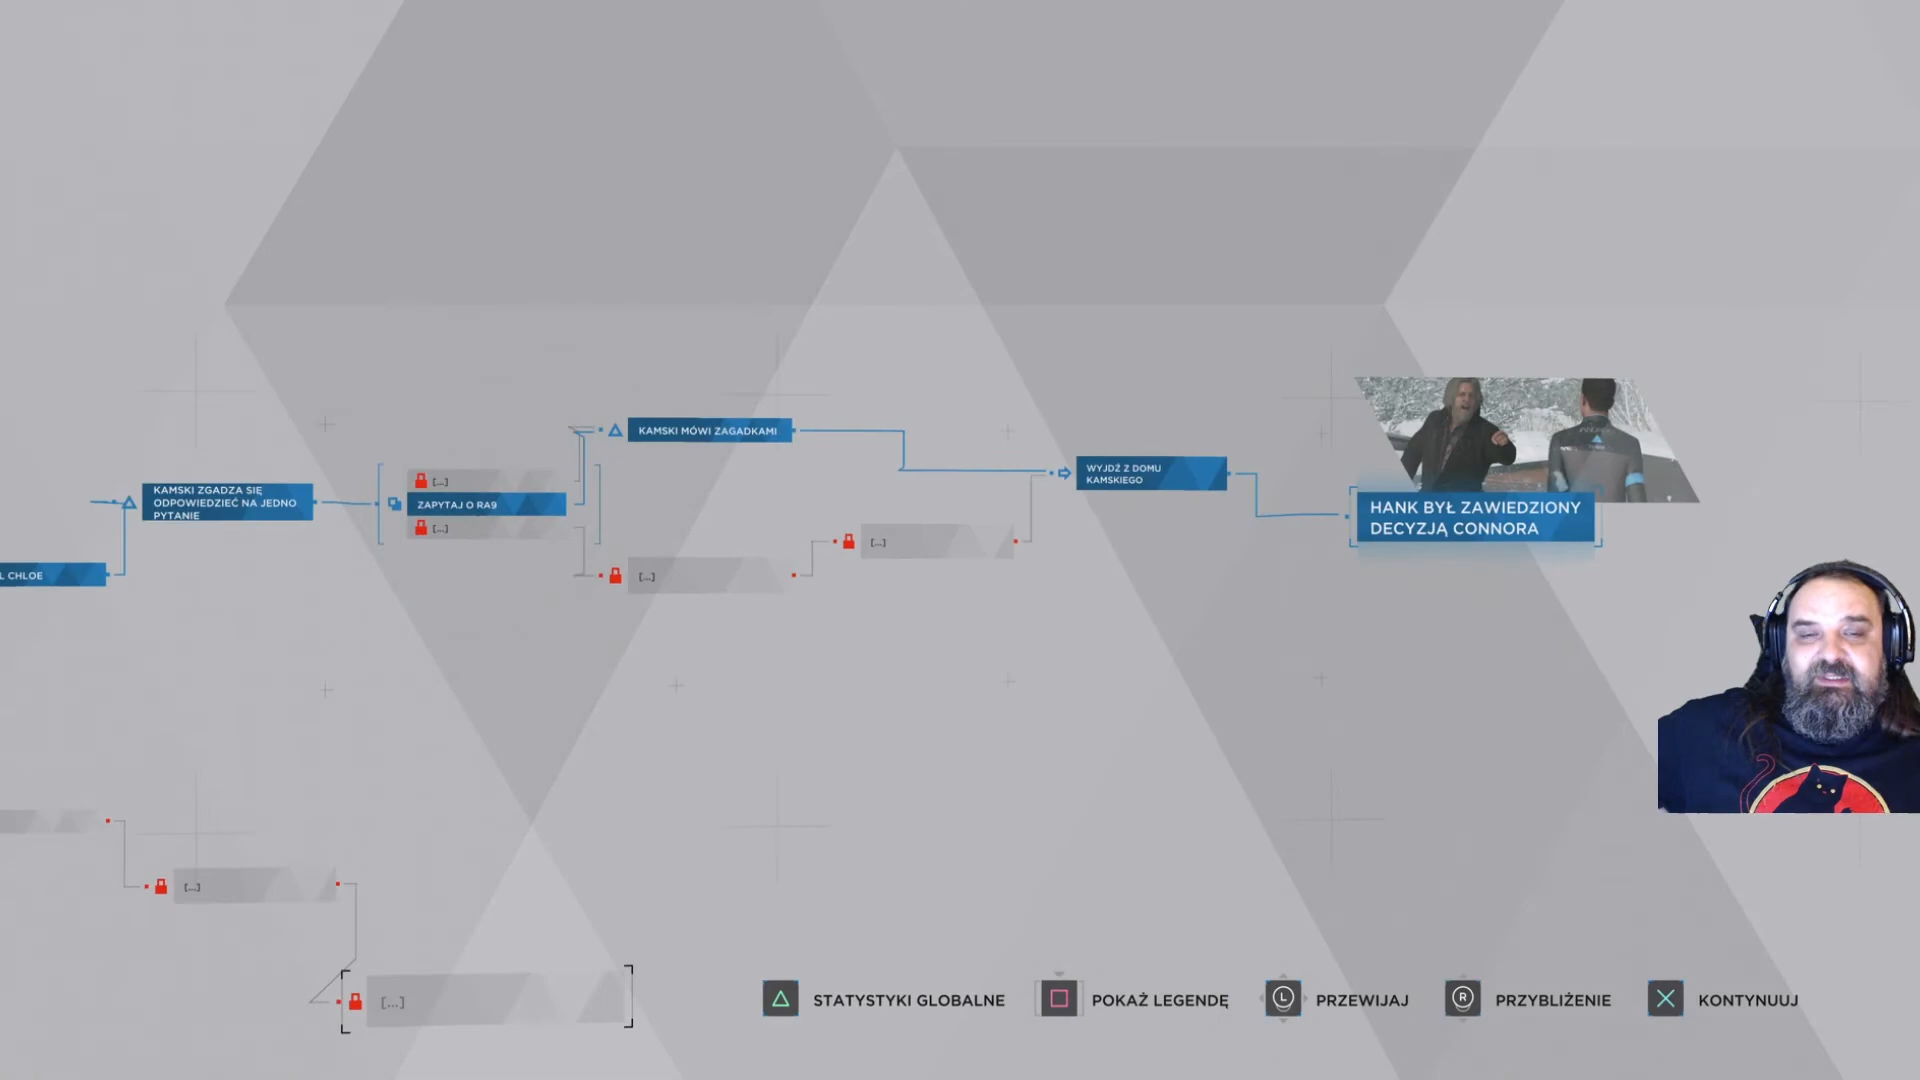 KAMSKI MÓWI ZAGADKAMI
WYJDŹ Z DOMU
KAMSKIEGO
[...]
KAMSKI ZGADZA SIĘ
ODPOWIEDZIEĆ NA JEDNO
PYTANIE
ZAPYTAJ O RA9
[...]
HANK BYŁ ZAWIEDZIONY
DECYZJĄ CONNORA
[...]
L CHLOE
[...]
[...]
[...]
STATYSTYKI GLOBALNE
POKAŻ LEGENDĘ
L
PRZEWIJAJ
R
PRZYBLIŻENIE
KONTYNUUJ